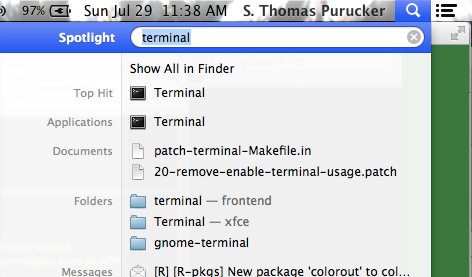 97% Sun Jul 29 11:38 AM S. Thomas Purucker
Spotlight terminal
Show All in Finder
Top Hit Terminal
Applications Terminal
Documents patch-terminal-Makefile.in
20-remove-enable-terminal-usage.patch
Folders terminal — frontend
Terminal — xfce
gnome-terminal
Messages [R] [R-pkgs] New package 'colorout' to col...